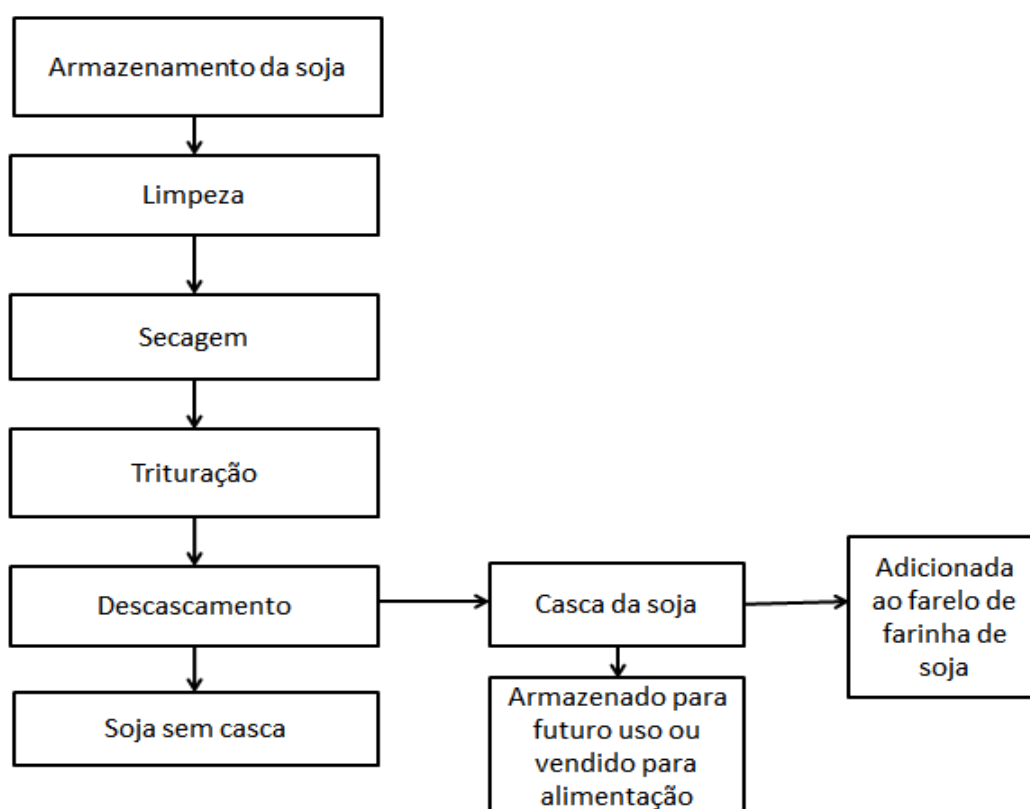 Armazenamento da soja
Limpeza
Secagem
Trituração
Descascamento
Soja sem casca
Casca da soja
Armazenado para
futuro uso ou
vendido para
alimentação
Adicionada
ao farelo de
farinha de
soja